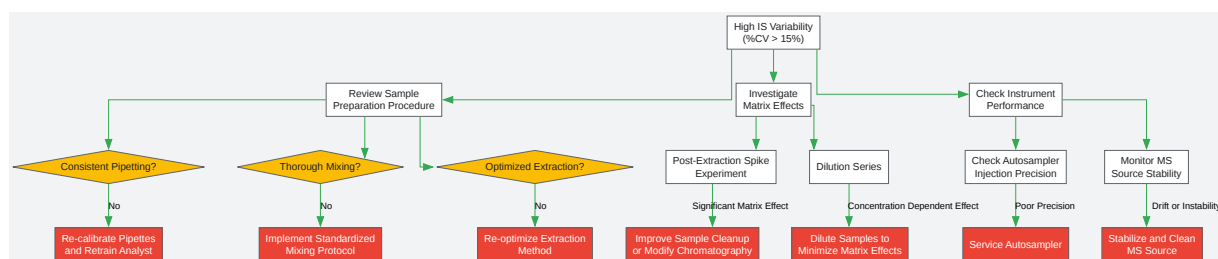 High IS Variability
(%CV > 15%)
Review Sample
Preparation Procedure
Investigate
Matrix Effects
Check Instrument
Performance
Consistent Pipetting?
Thorough Mixing?
Optimized Extraction?
Post-Extraction Spike
Experiment
Dilution Series
Check Autosampler
Injection Precision
Monitor MS
Source Stability
No
No
No
Significant Matrix Effect
Concentration Dependent Effect
Poor Precision
Drift or Instability
Re-calibrate Pipettes
and Retrain Analyst
Implement Standardized
Mixing Protocol
Re-optimize Extraction
Method
Improve Sample Cleanup
or Modify Chromatography
Dilute Samples to
Minimize Matrix Effects
Service Autosampler
Stabilize and Clean
MS Source